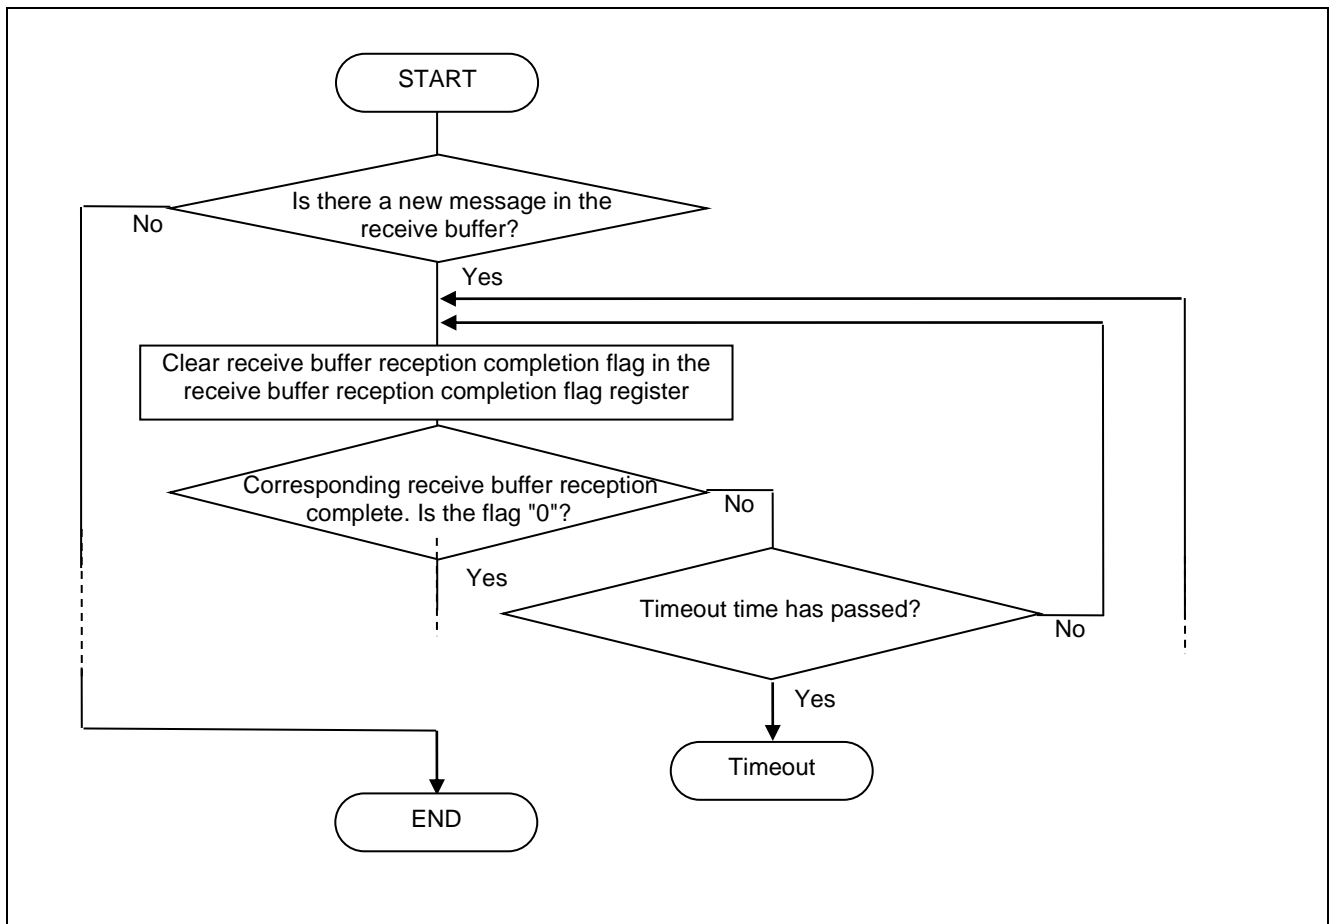 START
Is there a new message in the
receive buffer?
No
Yes
Clear receive buffer reception completion flag in the
receive buffer reception completion flag register
Corresponding receive buffer reception
complete. Is the flag "0"?
No
Yes
Timeout time has passed?
No
Yes
Timeout
END